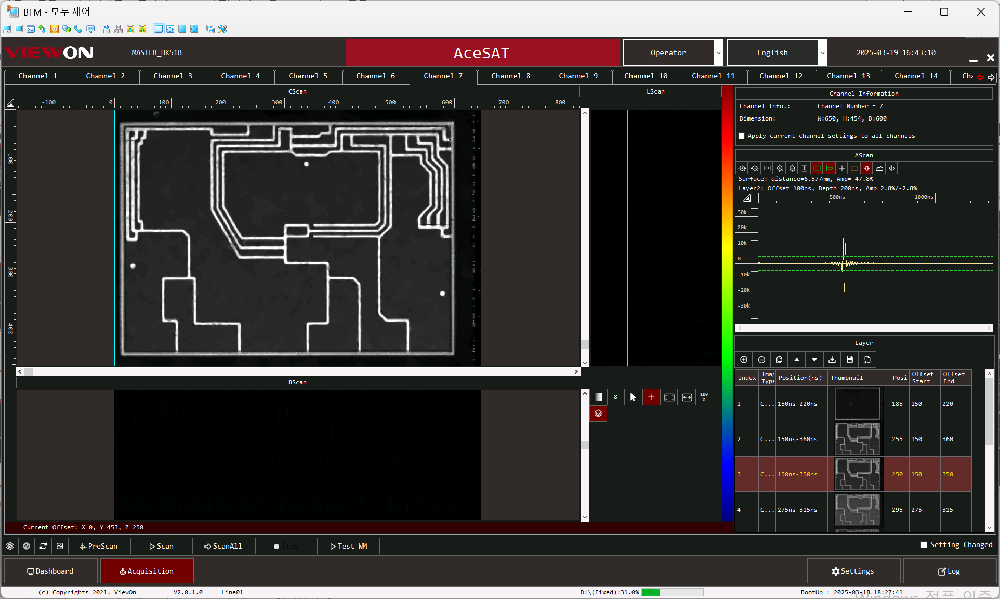 BTM - 모두 제어
VIEWON
MASTER_HK51B
AceSAT
Operator
English
2025-03-19 16:43:10
Channel 1
Channel 2
Channel 3
Channel 4
Channel 5
Channel 6
Channel 7
Channel 8
Channel 9
Channel 10
Channel 11
Channel 12
Channel 13
Channel 14
Cha
CScan
-100 0 100 200 300 400 500 600 700 800
100
200
300
400
LScan
BScan
8
100 %
Current Offset: X=0, Y=453, Z=250
Channel Information
Channel Info.: Channel Number = 7
Dimension: W:650, H:454, D:600
Apply current channel settings to all channels
AScan
Surface: distance=6.577mm, Amp=-47.8%
Layer2: Offset=100ns, Depth=200ns, Amp=2.8%/-2.8%
500ns 1000ns
30k
20k
10k
0
-10k
-20k
-30k
Layer
Index Imag Type Position(ns) Thumbnail Posi Offset Start Offset End
1 C... 150ns-220ns 185 150 220
2 C... 150ns-360ns 255 150 360
3 C... 150ns-350ns 250 150 350
4 C... 275ns-315ns 295 275 315
PreScan
Scan
ScanAll
Stop
Test WM
Setting Changed
Dashboard
Acquisition
Settings
Log
(c) Copyrights 2021. ViewOn
V2.0.1.0
Line01
D:\(Fixed):31.0%
BootUp : 2025-03-18 18:27:41